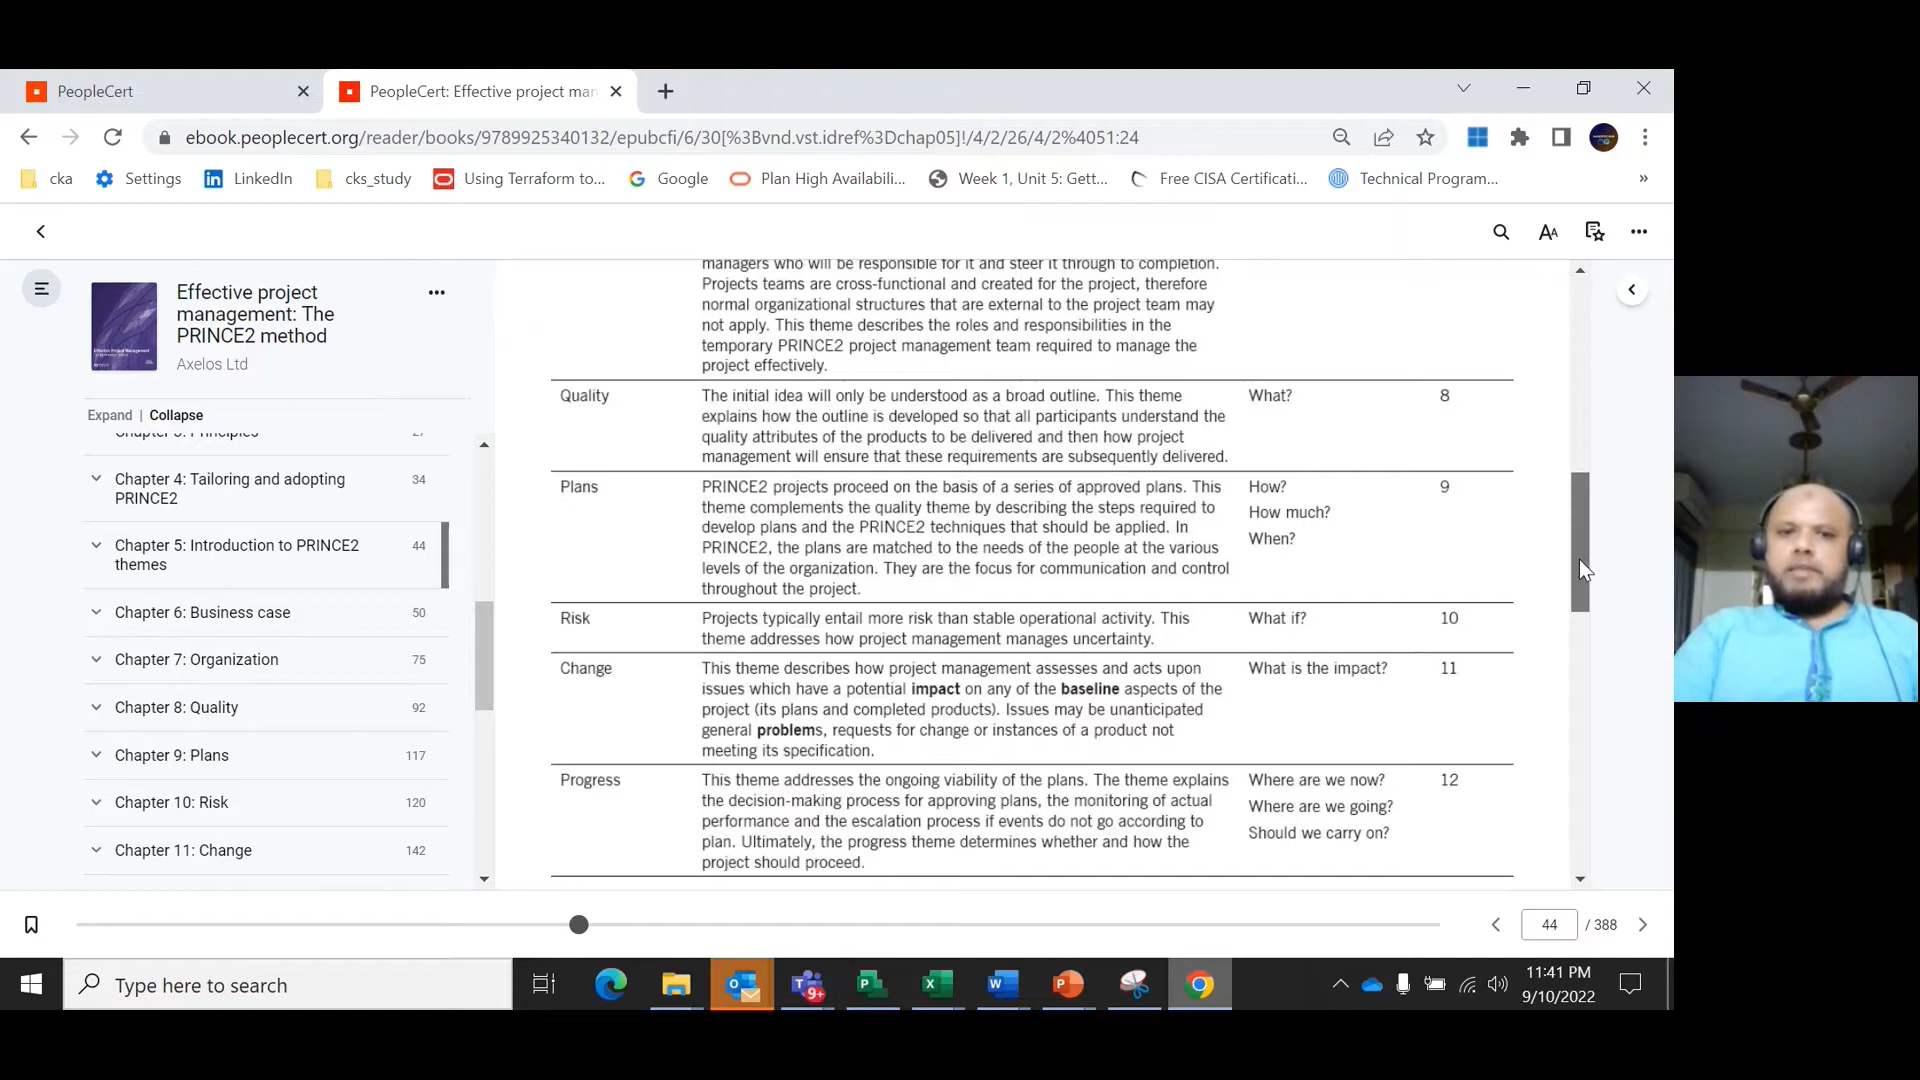 PeopleCert
PeopleCert: Effective project man
ebook.peoplecert.org/reader/books/9789925340132/epubcfi/6/30[%3Bvnd.vst.idref%3Dchap05]!/4/2/26/4/2%4051:24
cka
Settings
LinkedIn
cks_study
Using Terraform to...
Google
Plan High Availabili...
Week 1, Unit 5: Gett...
Free CISA Certificati...
Technical Program...
»
AA
Effective project
management: The
PRINCE2 method
Axelos Ltd
Expand | Collapse
Chapter 3: Principles 27
Chapter 4: Tailoring and adopting
PRINCE2
34
Chapter 5: Introduction to PRINCE2
themes
44
Chapter 6: Business case 50
Chapter 7: Organization 75
Chapter 8: Quality 92
Chapter 9: Plans 117
Chapter 10: Risk 120
Chapter 11: Change 142
managers who will be responsible for it and steer it through to completion.
Projects teams are cross-functional and created for the project, therefore
normal organizational structures that are external to the project team may
not apply. This theme describes the roles and responsibilities in the
temporary PRINCE2 project management team required to manage the
project effectively.
Quality
The initial idea will only be understood as a broad outline. This theme
explains how the outline is developed so that all participants understand the
quality attributes of the products to be delivered and then how project
management will ensure that these requirements are subsequently delivered.
What?
8
Plans
PRINCE2 projects proceed on the basis of a series of approved plans. This
theme complements the quality theme by describing the steps required to
develop plans and the PRINCE2 techniques that should be applied. In
PRINCE2, the plans are matched to the needs of the people at the various
levels of the organization. They are the focus for communication and control
throughout the project.
How?
How much?
When?
9
Risk
Projects typically entail more risk than stable operational activity. This
theme addresses how project management manages uncertainty.
What if?
10
Change
This theme describes how project management assesses and acts upon
issues which have a potential impact on any of the baseline aspects of the
project (its plans and completed products). Issues may be unanticipated
general problems, requests for change or instances of a product not
meeting its specification.
What is the impact?
11
Progress
This theme addresses the ongoing viability of the plans. The theme explains
the decision-making process for approving plans, the monitoring of actual
performance and the escalation process if events do not go according to
plan. Ultimately, the progress theme determines whether and how the
project should proceed.
Where are we now?
Where are we going?
Should we carry on?
12
44 / 388
Type here to search
9+
11:41 PM
9/10/2022